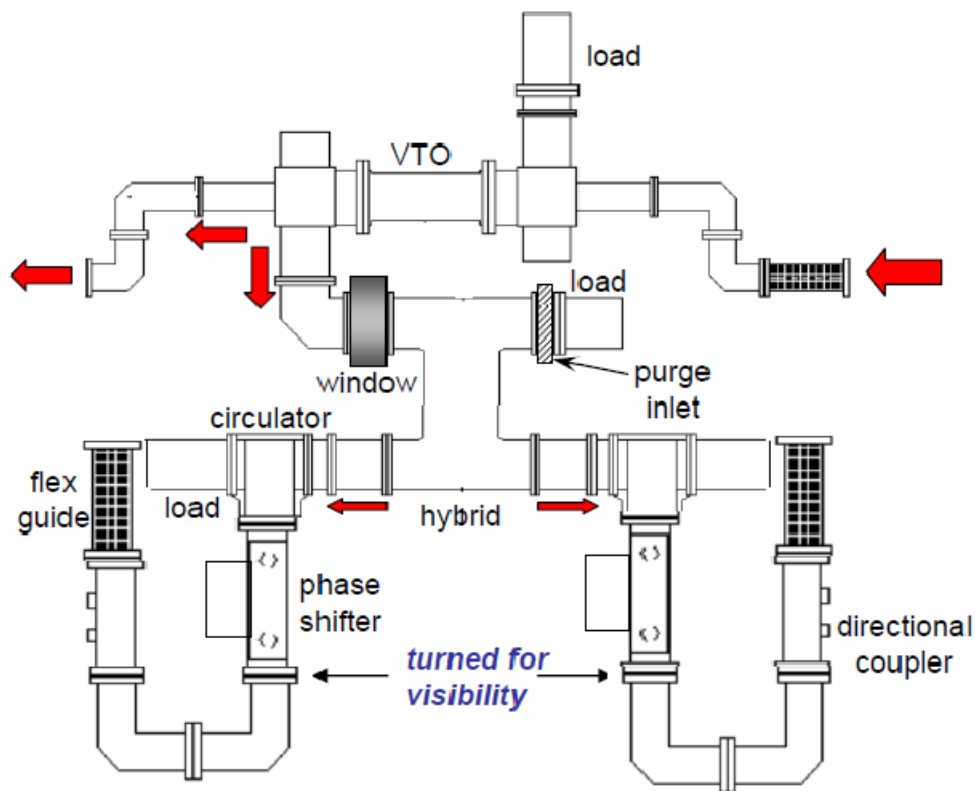 load
VTO
load
window
purge
inlet
circulator
flex
guide
load
hybrid
phase
shifter
directional
coupler
turned for
visibility